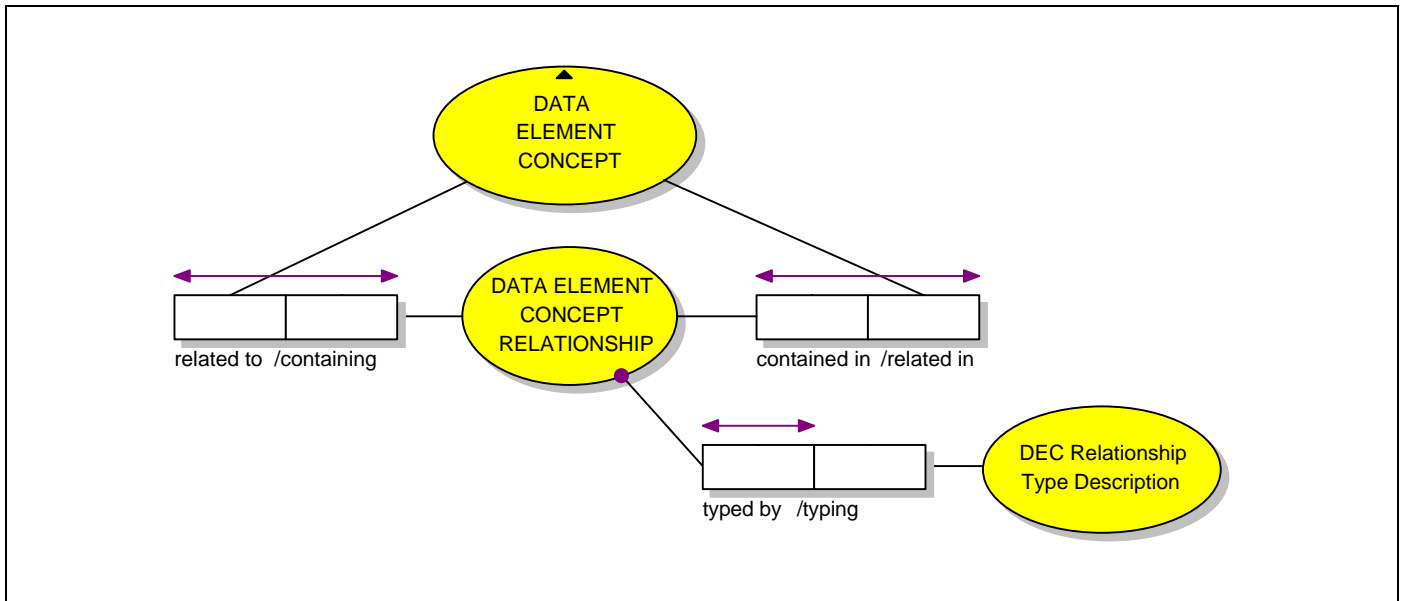 DATA
ELEMENT
CONCEPT
DATA ELEMENT
CONCEPT
RELATIONSHIP
related to /containing
contained in /related in
DEC Relationship
Type Description
typed by /typing